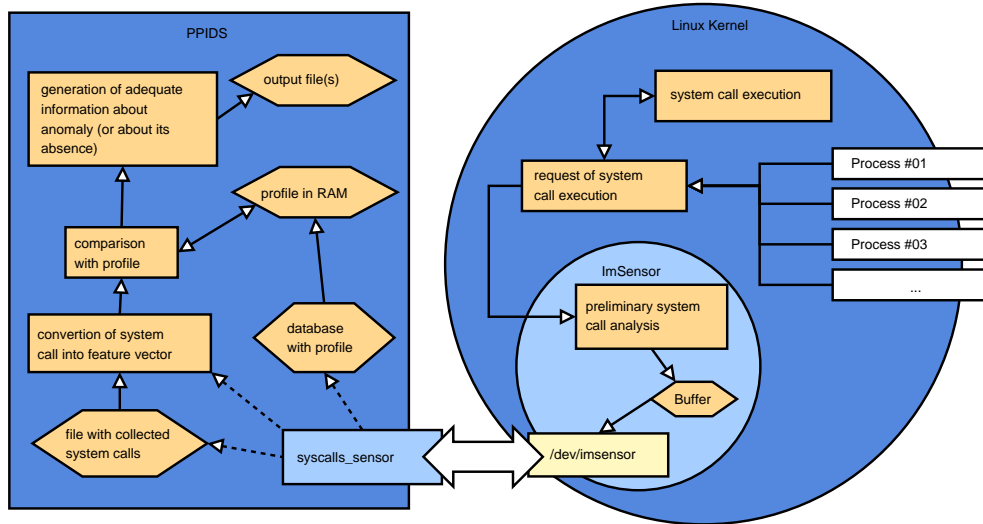 PPIDS
generation of adequate
information about
anomaly (or about its
absence)
output file(s)
profile in RAM
comparison
with profile
convertion of system
call into feature vector
database
with profile
file with collected
system calls
syscalls_sensor
Linux Kernel
system call execution
request of system
call execution
Process #01
Process #02
Process #03
...
ImSensor
preliminary system
call analysis
Buffer
/dev/imsensor